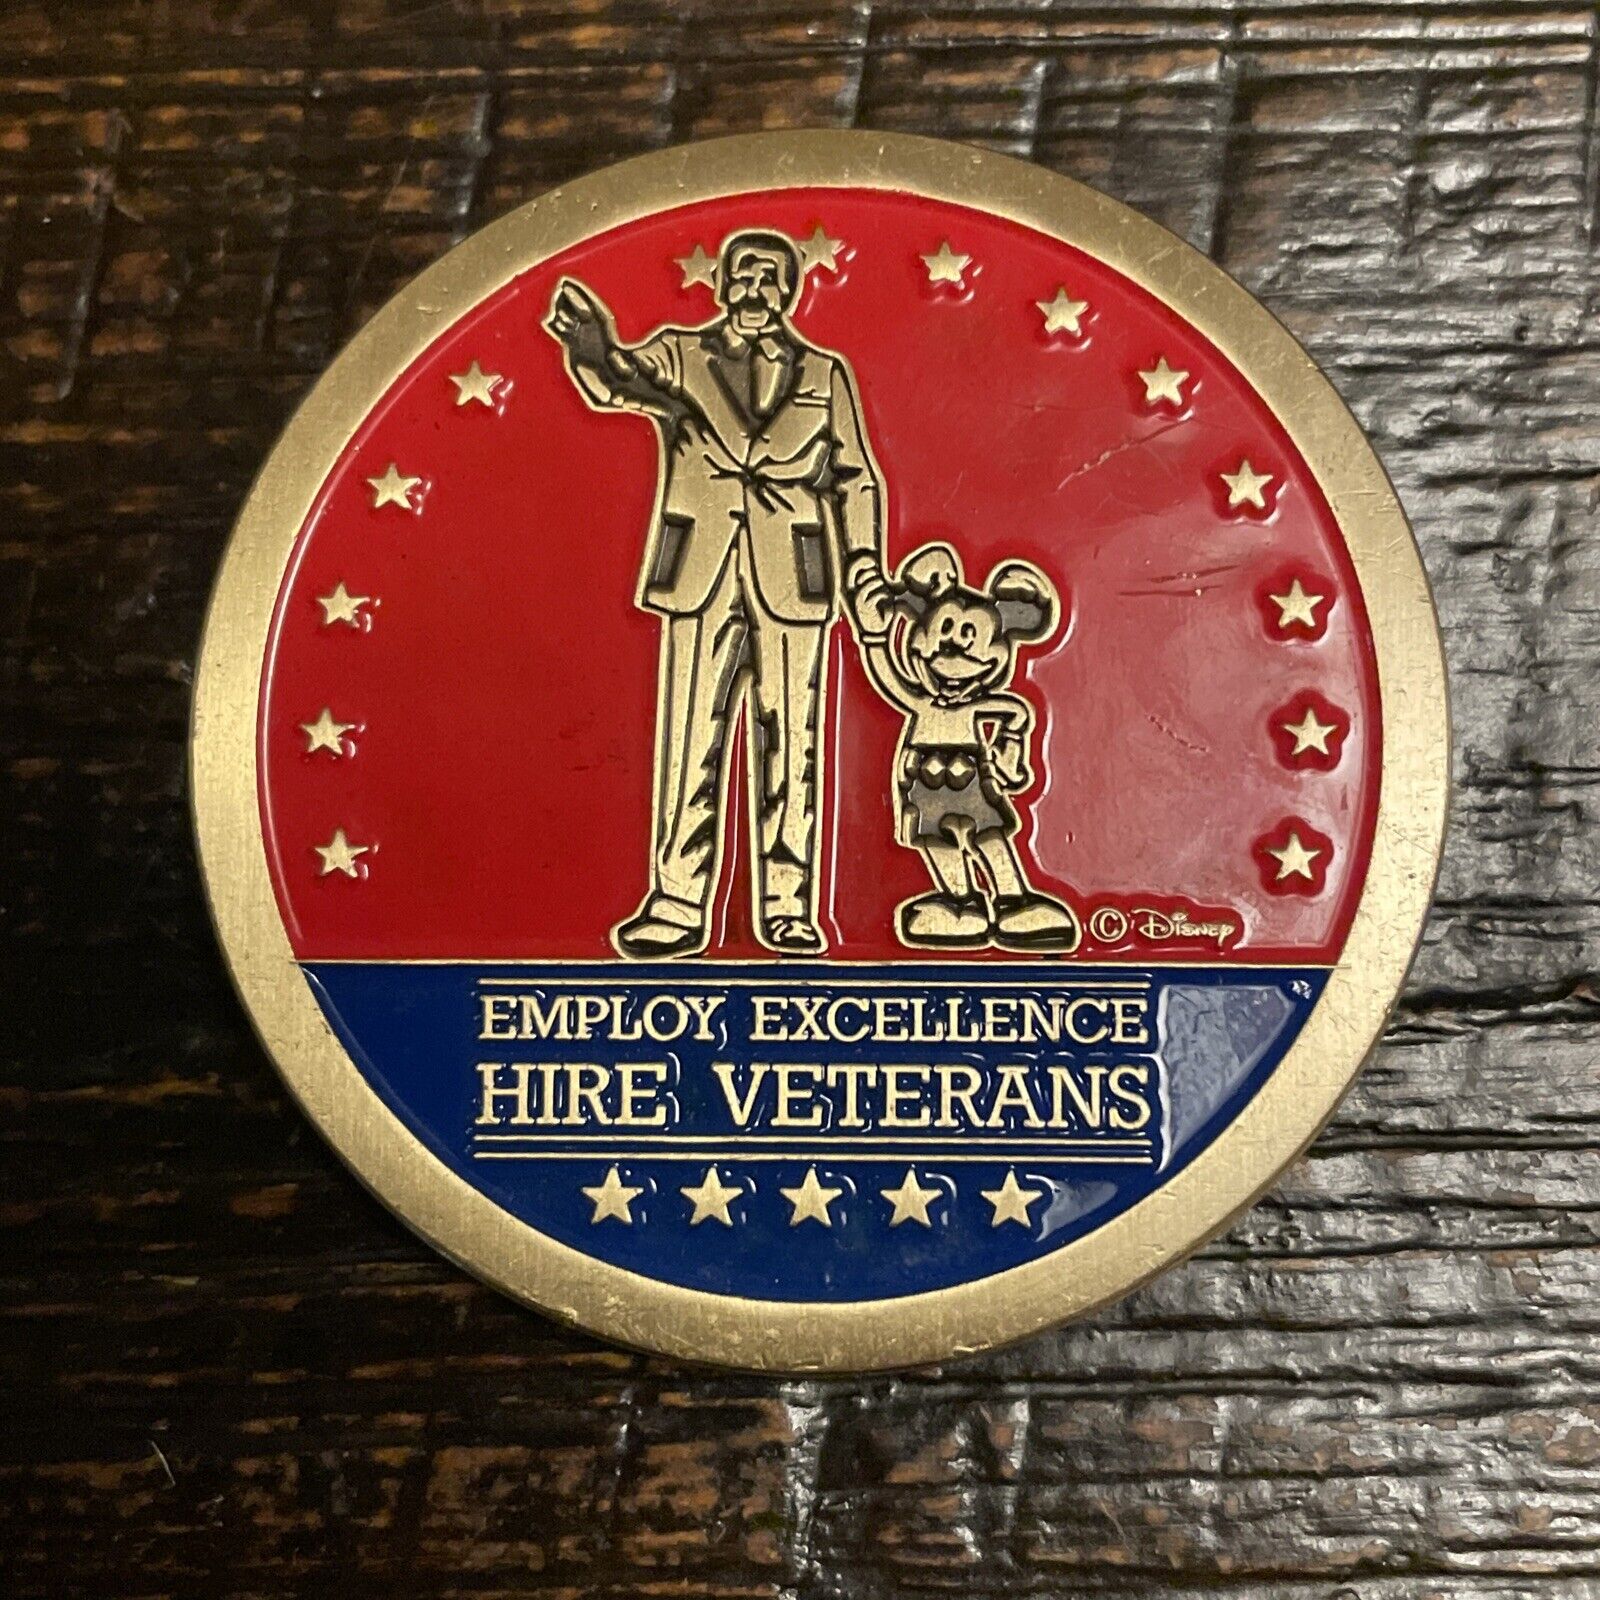 © Disney
EMPLOY EXCELLENCE
HIRE VETERANS